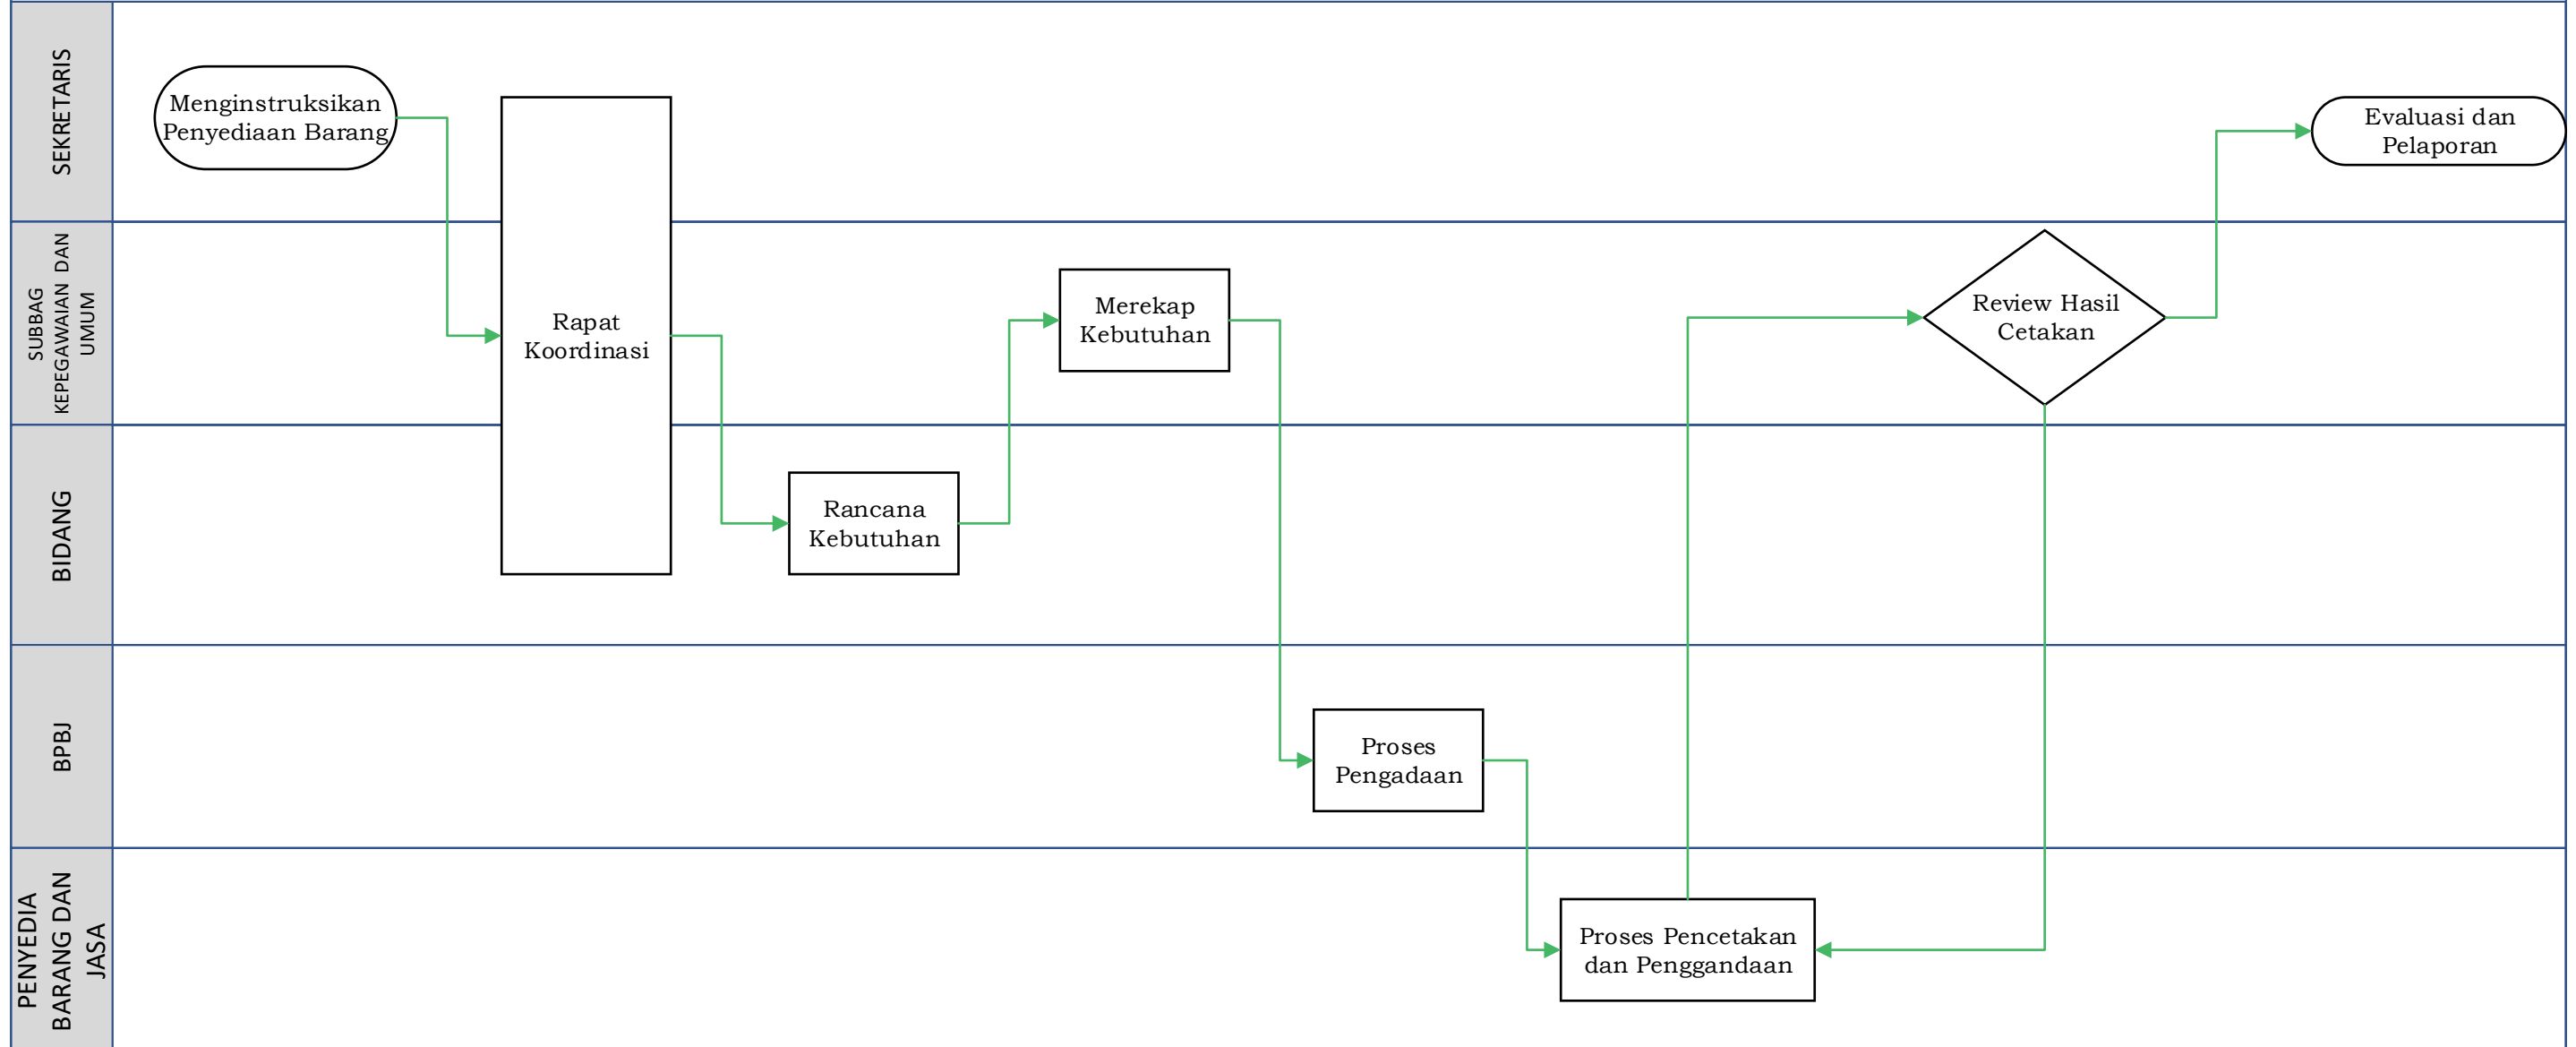 SEKRETARIS
Menginstruksikan
Penyediaan Barang
Evaluasi dan
Pelaporan
SUBBAG
KEPEGAWAIAN DAN
UMUM
Rapat
Koordinasi
Merekap
Kebutuhan
Review Hasil
Cetakan
BIDANG
Rancana
Kebutuhan
BPBJ
Proses
Pengadaan
PENYEDIA
BARANG DAN
JASA
Proses Pencetakan
dan Penggandaan